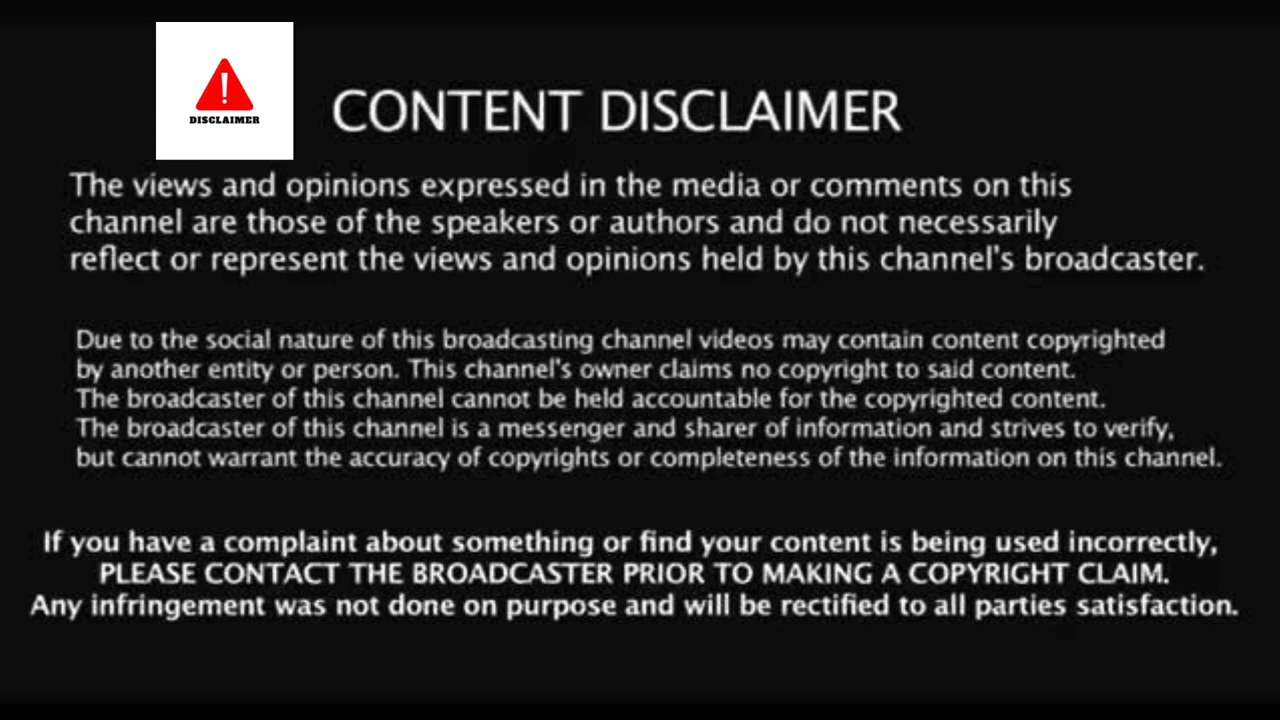 !
DISCLAIMER
CONTENT DISCLAIMER
The views and opinions expressed in the media or comments on this
channel are those of the speakers or authors and do not necessarily
reflect or represent the views and opinions held by this channel's broadcaster.
Due to the social nature of this broadcasting channel videos may contain content copyrighted
by another entity or person. This channel's owner claims no copyright to said content.
The broadcaster of this channel cannot be held accountable for the copyrighted content.
The broadcaster of this channel is a messenger and sharer of information and strives to verify,
but cannot warrant the accuracy of copyrights or completeness of the information on this channel.
If you have a complaint about something or find your content is being used incorrectly,
PLEASE CONTACT THE BROADCASTER PRIOR TO MAKING A COPYRIGHT CLAIM.
Any infringement was not done on purpose and will be rectified to all parties satisfaction.